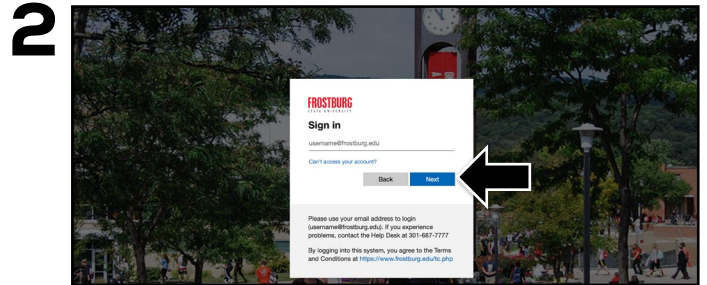 2
FROSTBURG
STATE UNIVERSITY
Sign in
username@frostburg.edu
Can't access your account?
Back
Next
Please use your email address to login
(username@frostburg.edu). If you experience
problems, contact the Help Desk at 301-687-7777
By logging into this system, you agree to the Terms
and Conditions at https://www.frostburg.edu/tc.php